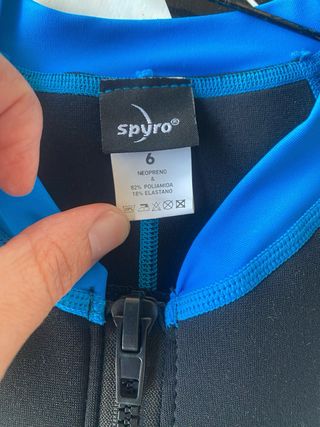 spyro®
6
NEOPRENO
&
82% POLIAMIDA
18% ELASTANO